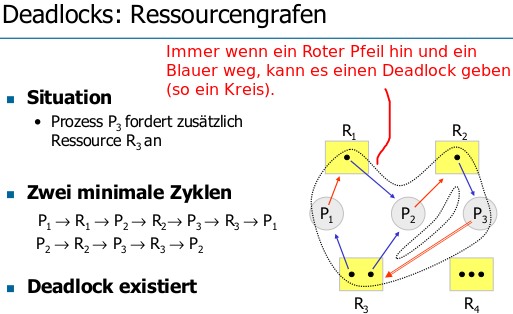 Deadlocks: Ressourcengrafen
Immer wenn ein Roter Pfeil hin und ein
Blauer weg, kann es einen Deadlock geben
(so ein Kreis).
Situation
• Prozess P3 fordert zusätzlich
Ressource R3 an
Zwei minimale Zyklen
P1 → R1 → P2 → R2 → P3 → R3 → P1
P2 → R2 → P3 → R3 → P2
Deadlock existiert
R1
R2
P1
P2
P3
R3
R4